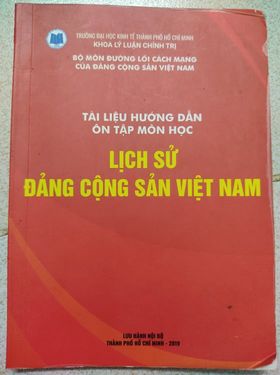 TRƯỜNG ĐẠI HỌC KINH TẾ THÀNH PHỐ HỒ CHÍ MINH
KHOA LÝ LUẬN CHÍNH TRỊ
BỘ MÔN ĐƯỜNG LỐI CÁCH MẠNG
CỦA ĐẢNG CỘNG SẢN VIỆT NAM
TÀI LIỆU HƯỚNG DẪN
ÔN TẬP MÔN HỌC
LỊCH SỬ
ĐẢNG CỘNG SẢN VIỆT NAM
LƯU HÀNH NỘI BỘ
THÀNH PHỐ HỒ CHÍ MINH - 2019